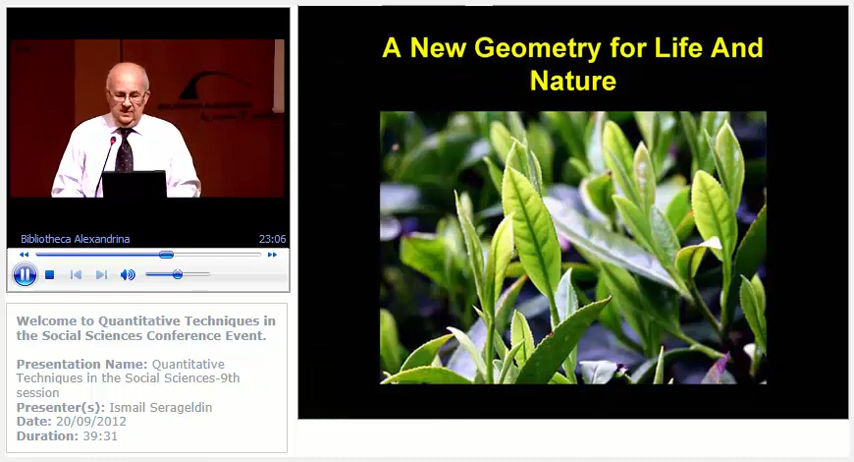 A New Geometry for Life And
Nature
Bibliotheca Alexandrina 23:06
Welcome to Quantitative Techniques in
the Social Sciences Conference Event.
Presentation Name: Quantitative
Techniques in the Social Sciences-9th
session
Presenter(s): Ismail Serageldin
Date: 20/09/2012
Duration: 39:31